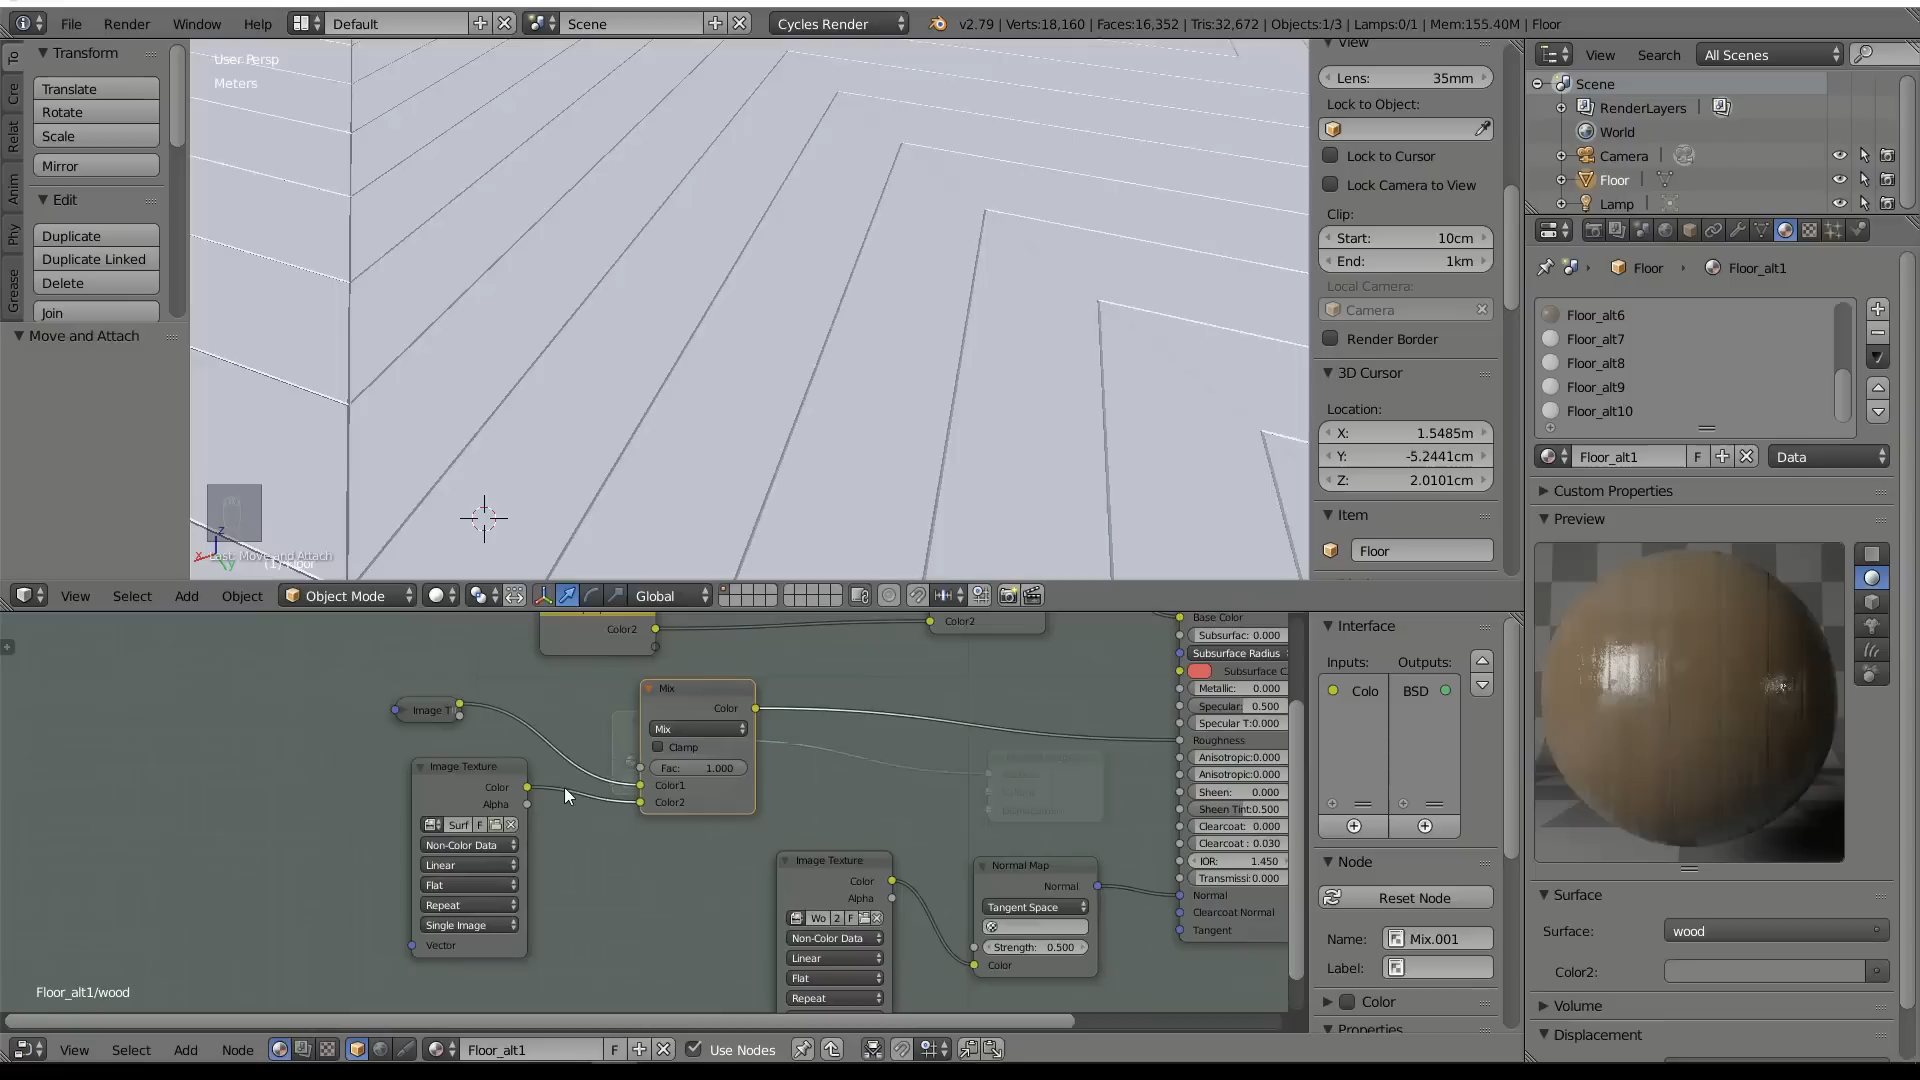 File Render Window Help Default Scene Cycles Render v2.79 | Verts:18,160 | Faces:16,352 | Tris:32,672 | Objects:1/3 | Lamps:0/1 | Mem:155.40M | Floor
To
Cre
Relat
Anim
Phy
Grease
Transform
Translate
Rotate
Scale
Mirror
Edit
Duplicate
Duplicate Linked
Delete
Join
Move and Attach
User Persp
Meters
Last: Move and Attach
(1) Floor
View
Lens: 35mm
Lock to Object:
Lock to Cursor
Lock Camera to View
Clip:
Start: 10cm
End: 1km
Local Camera:
Camera
Render Border
3D Cursor
Location:
X: 1.5485m
Y: -5.2441cm
Z: 2.0101cm
Item
Floor
View Search All Scenes
Scene
RenderLayers
World
Camera
Floor
Lamp
Floor Floor_alt1
Floor_alt6
Floor_alt7
Floor_alt8
Floor_alt9
Floor_alt10
Floor_alt1 F Data
Custom Properties
Preview
Surface
Surface: wood
Color2:
Volume
Displacement
View Select Add Object Object Mode Global
Color2
Color2
Image T
Image Texture
Color
Alpha
Surf F
Non-Color Data
Linear
Flat
Repeat
Single Image
Vector
Mix
Color
Mix
Clamp
Fac: 1.000
Color1
Color2
Image Texture
Color
Alpha
Wo 2 F
Non-Color Data
Linear
Flat
Repeat
Normal Map
Normal
Tangent Space
Strength: 0.500
Color
Base Color
Subsurfac: 0.000
Subsurface Radius
Subsurface C
Metallic: 0.000
Specular: 0.500
Specular T:0.000
Roughness
Anisotropic:0.000
Anisotropic:0.000
Sheen: 0.000
Sheen Tint:0.500
Clearcoat: 0.000
Clearcoat : 0.030
IOR: 1.450
Transmissi:0.000
Normal
Clearcoat Normal
Tangent
Floor_alt1/wood
Interface
Inputs: Outputs:
Colo BSD
Node
Reset Node
Name: Mix.001
Label:
Color
Properties
View Select Add Node Floor_alt1 F Use Nodes